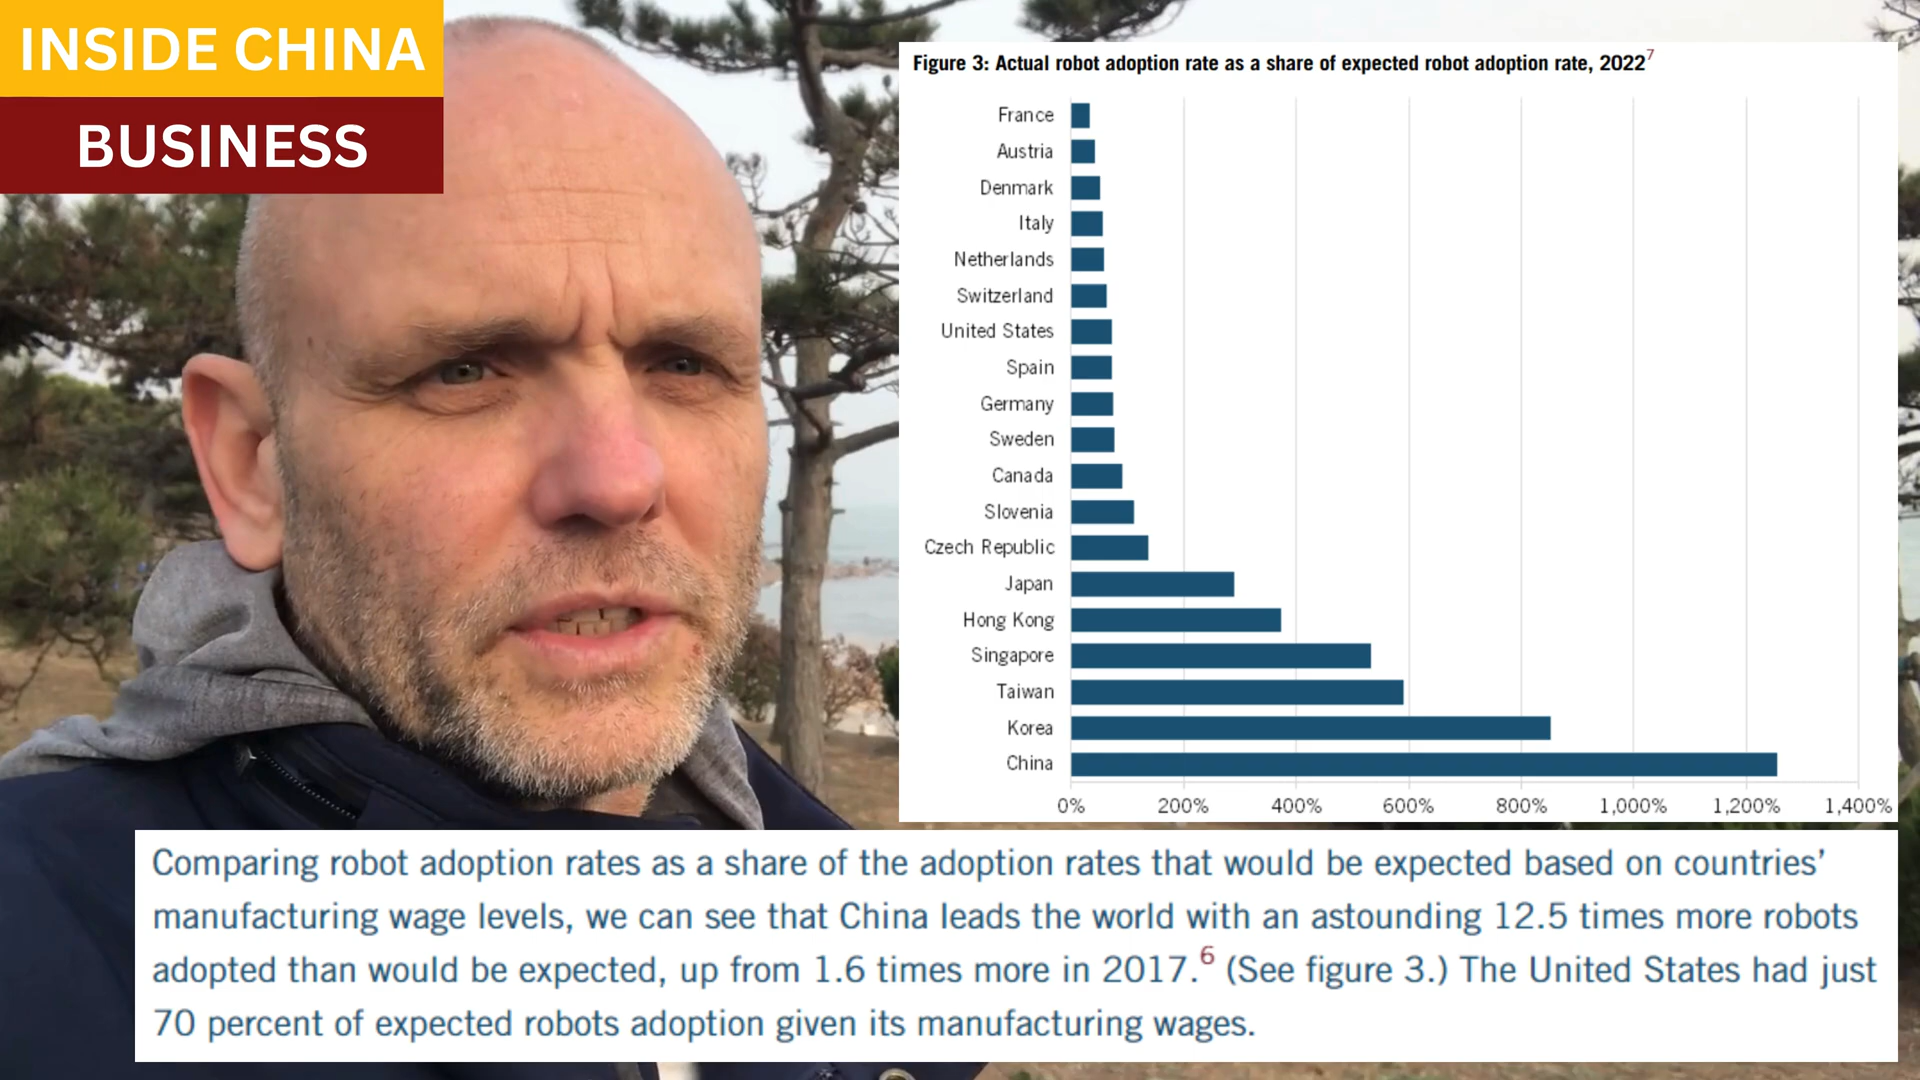 INSIDE CHINA
BUSINESS
Figure 3: Actual robot adoption rate as a share of expected robot adoption rate, 2022⁷
France
Austria
Denmark
Italy
Netherlands
Switzerland
United States
Spain
Germany
Sweden
Canada
Slovenia
Czech Republic
Japan
Hong Kong
Singapore
Taiwan
Korea
China
0% 200% 400% 600% 800% 1,000% 1,200% 1,400%
Comparing robot adoption rates as a share of the adoption rates that would be expected based on countries’
manufacturing wage levels, we can see that China leads the world with an astounding 12.5 times more robots
adopted than would be expected, up from 1.6 times more in 2017.⁶ (See figure 3.) The United States had just
70 percent of expected robots adoption given its manufacturing wages.